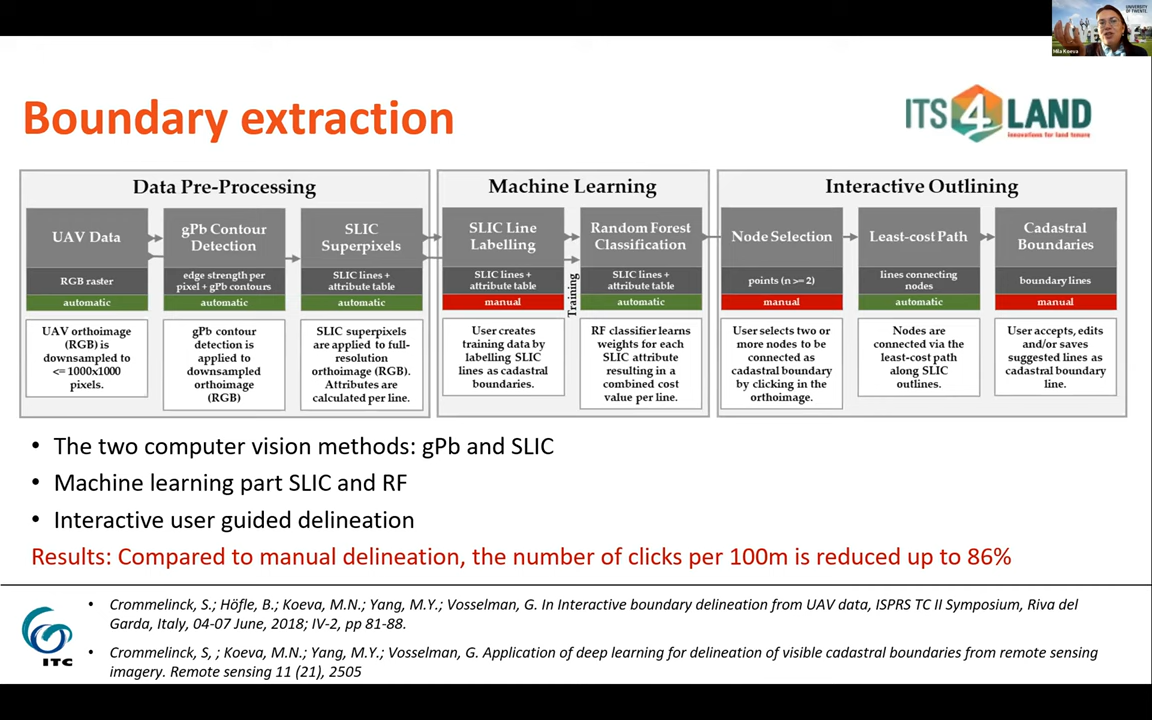 UNIVERSITY
OF TWENTE.
Mila Koeva
Boundary extraction
ITS4LAND
innovations for land tenure
Data Pre-Processing
UAV Data
RGB raster
automatic
UAV orthoimage
(RGB) is
downsampled to
<= 1000x1000
pixels.
gPb Contour
Detection
edge strength per
pixel + gPb contours
automatic
gPb contour
detection is
applied to
downsampled
orthoimage
(RGB)
SLIC
Superpixels
SLIC lines +
attribute table
automatic
SLIC superpixels
are applied to full-
resolution
orthoimage (RGB).
Attributes are
calculated per line.
Machine Learning
SLIC Line
Labelling
SLIC lines +
attribute table
manual
User creates
training data by
labelling SLIC
lines as cadastral
boundaries.
Training
Random Forest
Classification
SLIC lines +
attribute table
automatic
RF classifier learns
weights for each
SLIC attribute
resulting in a
combined cost
value per line.
Interactive Outlining
Node Selection
points (n >= 2)
manual
User selects two or
more nodes to be
connected as
cadastral boundary
by clicking in the
orthoimage.
Least-cost Path
lines connecting
nodes
automatic
Nodes are
connected via the
least-cost path
along SLIC
outlines.
Cadastral
Boundaries
boundary lines
manual
User accepts, edits
and/or saves
suggested lines as
cadastral boundary
line.
• The two computer vision methods: gPb and SLIC
• Machine learning part SLIC and RF
• Interactive user guided delineation
Results: Compared to manual delineation, the number of clicks per 100m is reduced up to 86%
ITC
• Crommelinck, S.; Höfle, B.; Koeva, M.N.; Yang, M.Y.; Vosselman, G. In Interactive boundary delineation from UAV data, ISPRS TC II Symposium, Riva del
Garda, Italy, 04-07 June, 2018; IV-2, pp 81-88.
• Crommelinck, S, ; Koeva, M.N.; Yang, M.Y.; Vosselman, G. Application of deep learning for delineation of visible cadastral boundaries from remote sensing
imagery. Remote sensing 11 (21), 2505